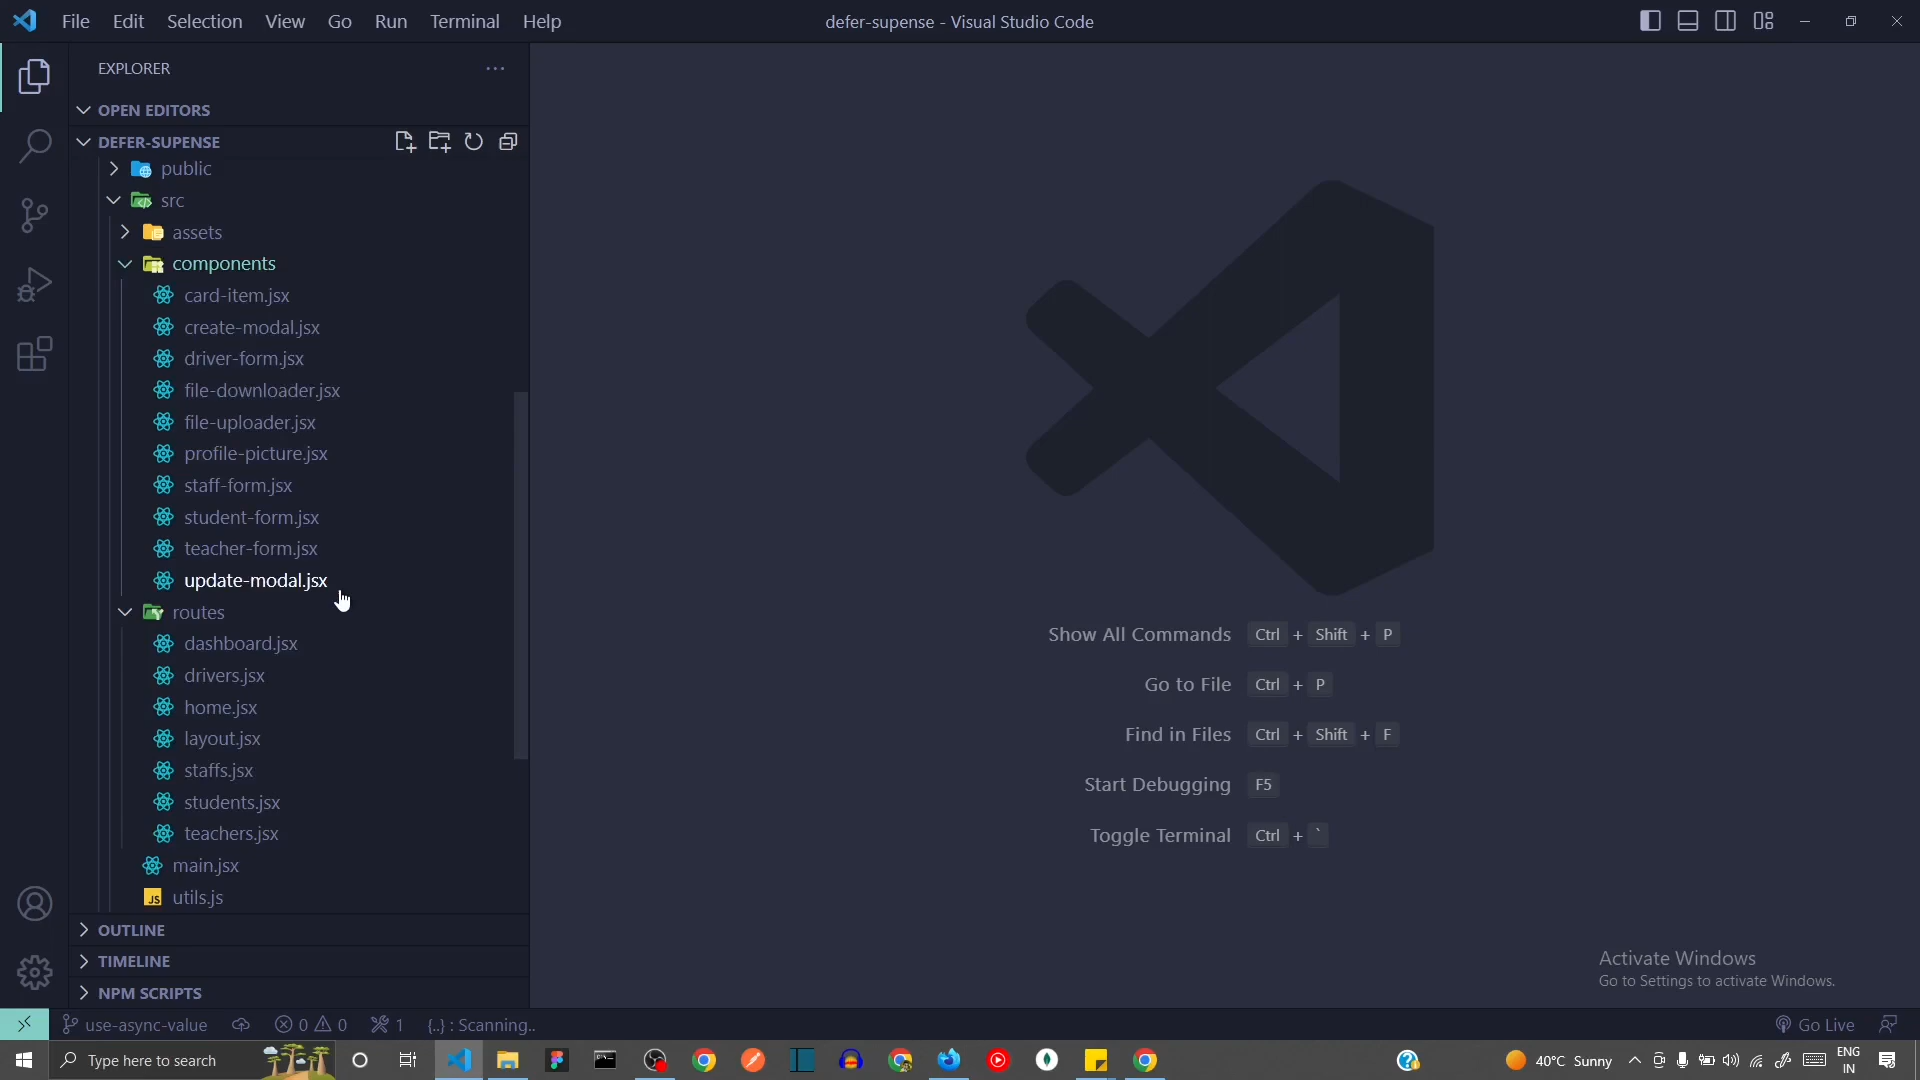 File Edit Selection View Go Run Terminal Help
defer-supense - Visual Studio Code
EXPLORER
OPEN EDITORS
DEFER-SUPENSE
public
src
assets
components
card-item.jsx
create-modal.jsx
driver-form.jsx
file-downloader.jsx
file-uploader.jsx
profile-picture.jsx
staff-form.jsx
student-form.jsx
teacher-form.jsx
update-modal.jsx
routes
dashboard.jsx
drivers.jsx
home.jsx
layout.jsx
staffs.jsx
students.jsx
teachers.jsx
main.jsx
JS utils.js
OUTLINE
TIMELINE
NPM SCRIPTS
Show All Commands Ctrl + Shift + P
Go to File Ctrl + P
Find in Files Ctrl + Shift + F
Start Debugging F5
Toggle Terminal Ctrl + `
Activate Windows
Go to Settings to activate Windows.
use-async-value 0 0 1 {..} : Scanning..
Go Live
Type here to search
40°C Sunny
ENG
IN